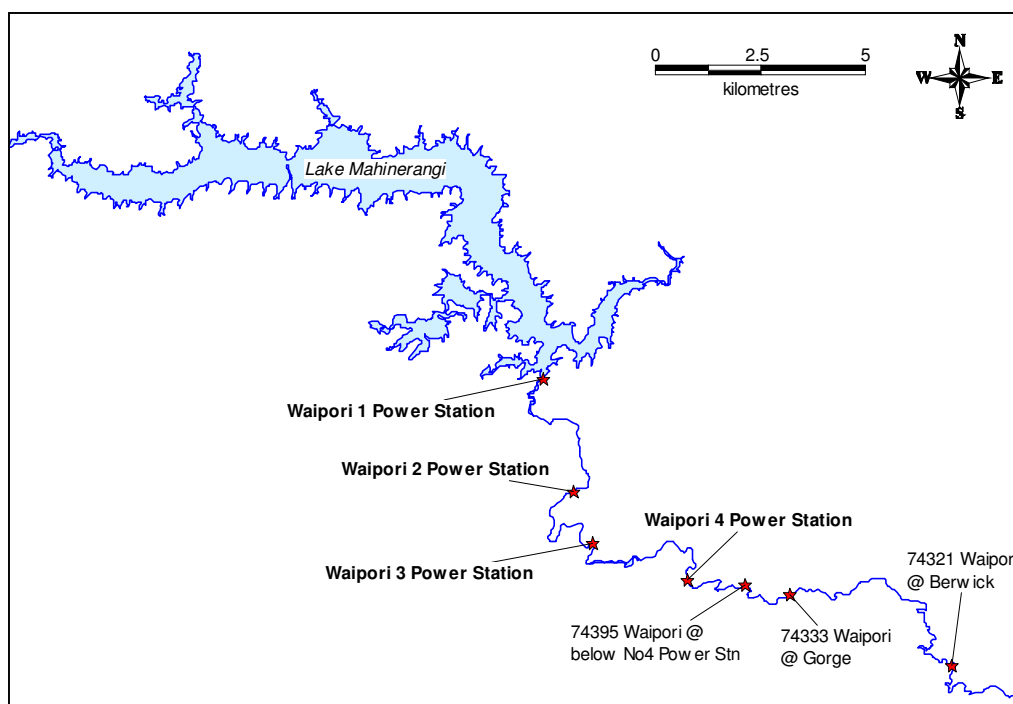 0 2.5 5
kilometres
N
W E
S
Lake Mahinerangi
Waipori 1 Power Station
Waipori 2 Power Station
Waipori 4 Power Station
Waipori 3 Power Station
74321 Waipori
@ Berwick
74395 Waipori @
below No4 Power Stn
74333 Waipori
@ Gorge